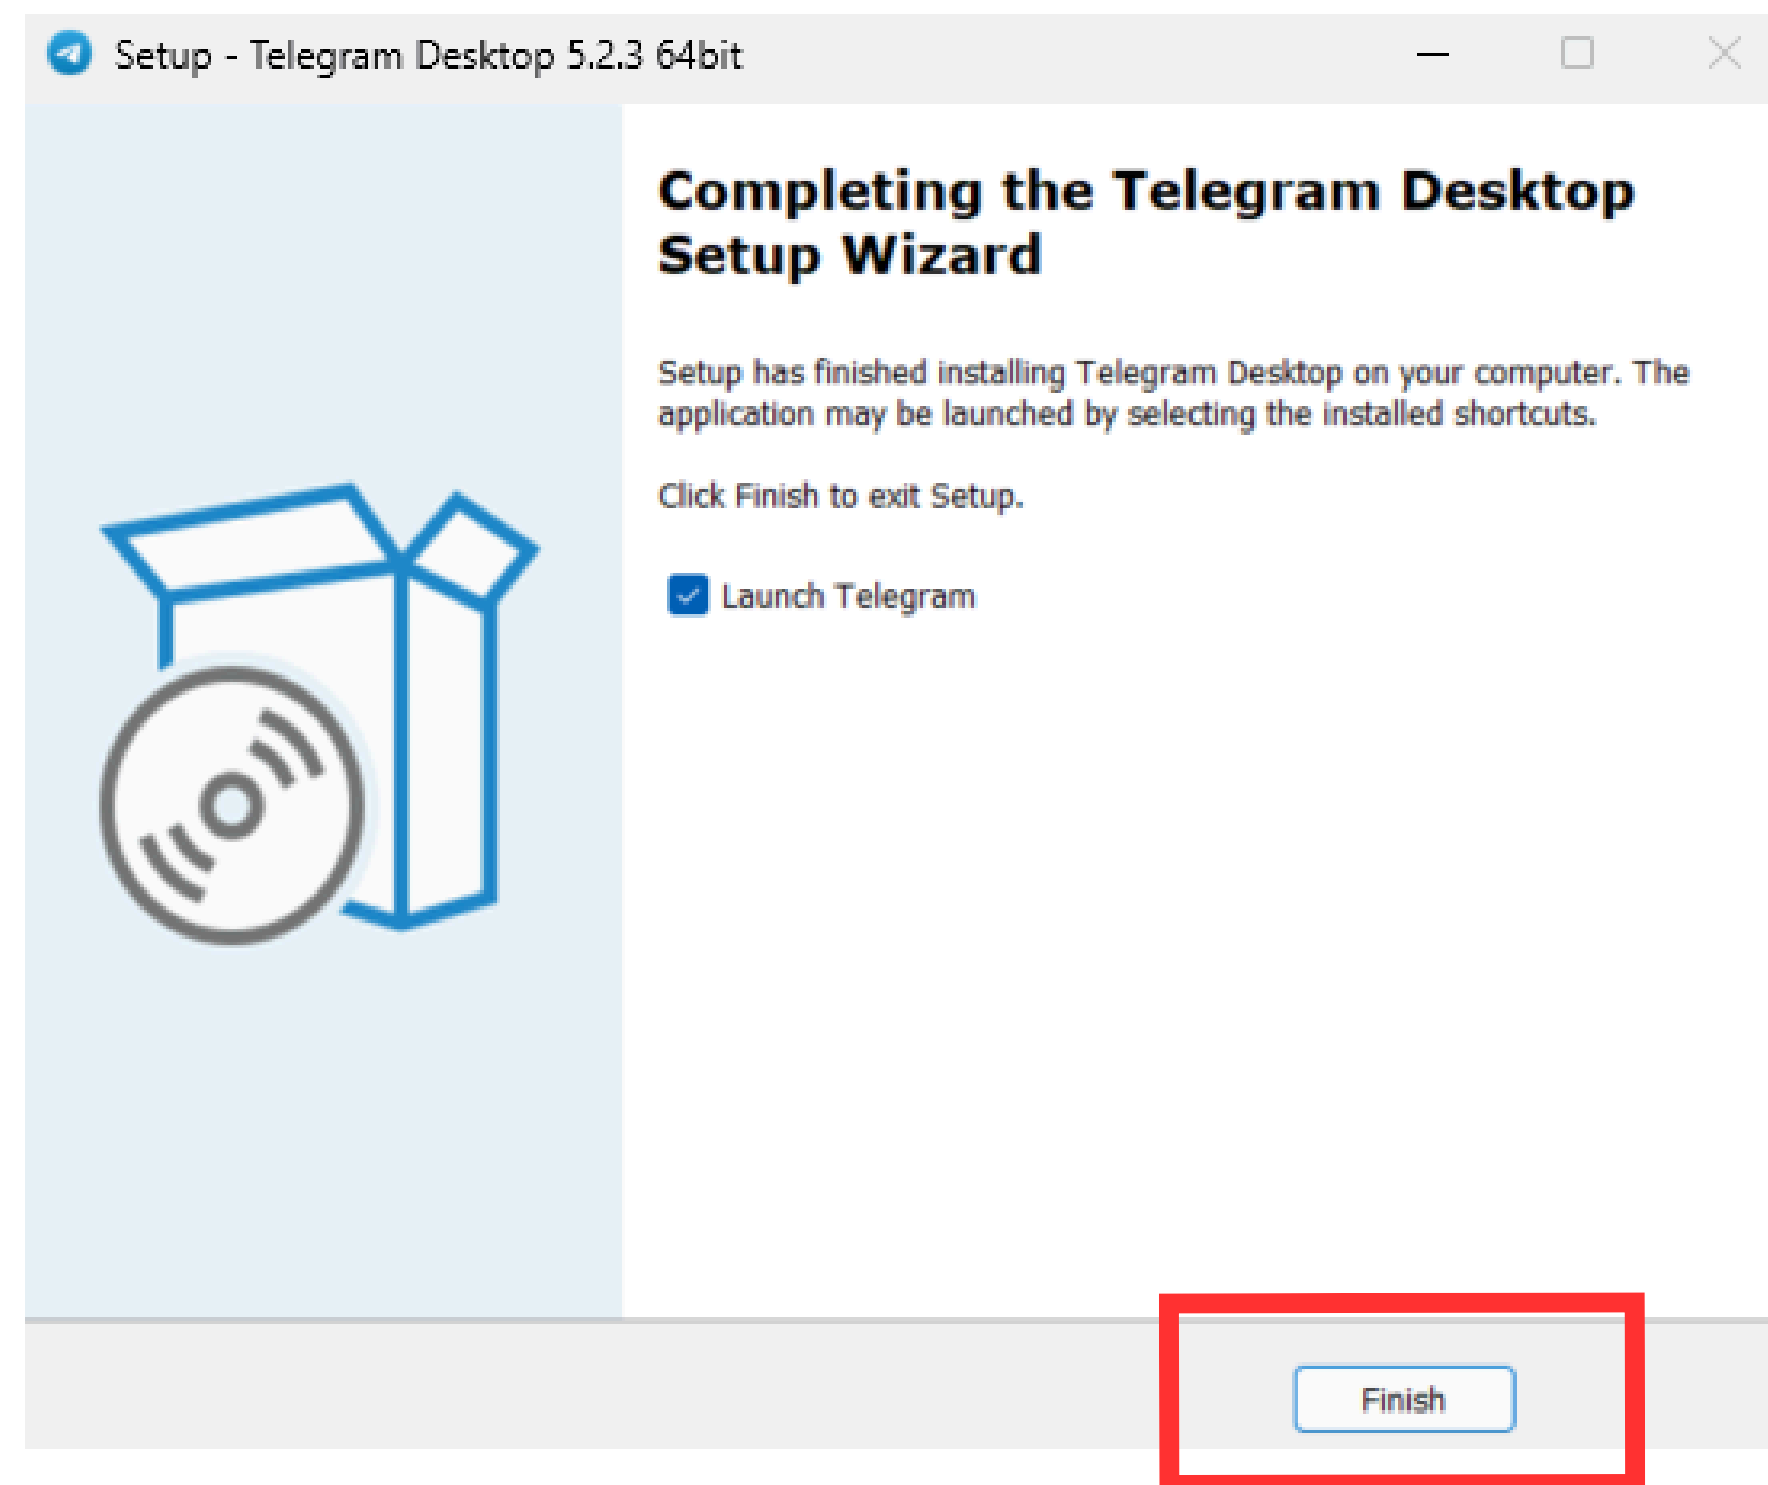 Setup - Telegram Desktop 5.2.3 64bit
Completing the Telegram Desktop
Setup Wizard
Setup has finished installing Telegram Desktop on your computer. The
application may be launched by selecting the installed shortcuts.
Click Finish to exit Setup.
Launch Telegram
Finish